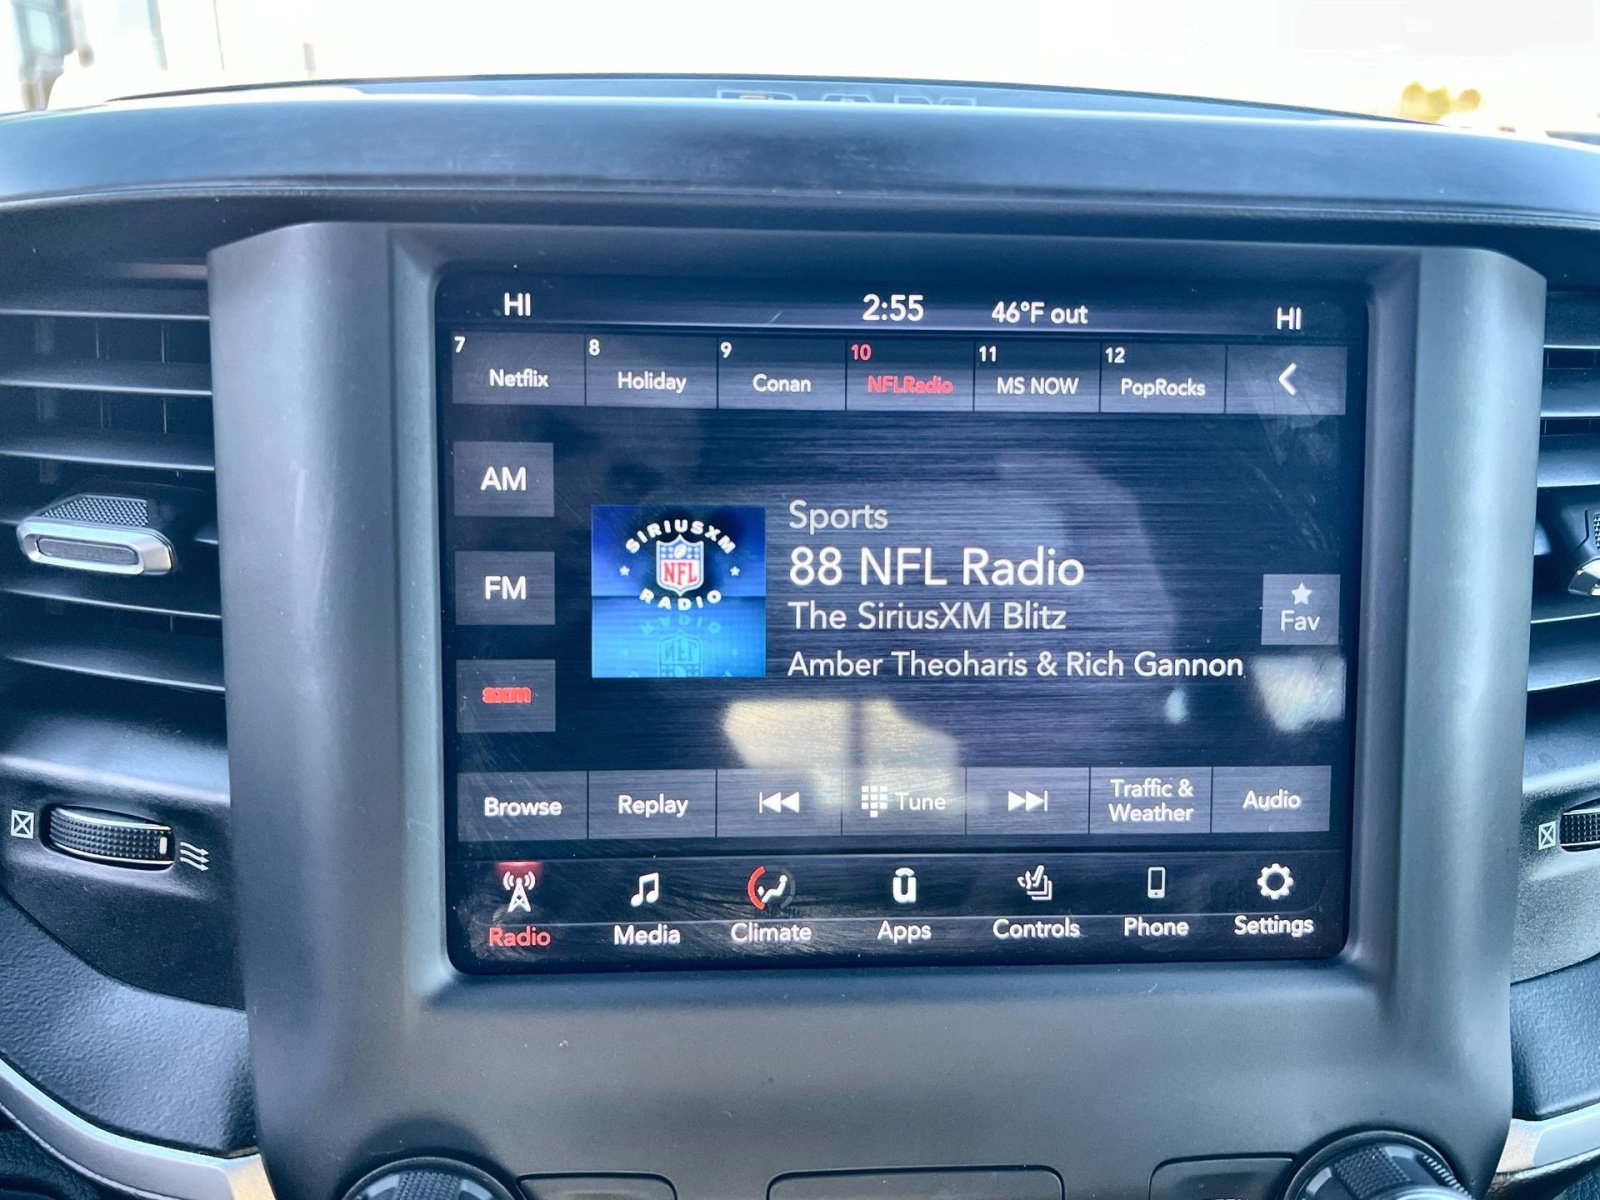 RAM
HI 2:55 46°F out HI
7 Netflix 8 Holiday 9 Conan 10 NFLRadio 11 MS NOW 12 PopRocks
AM
FM
sxm
SIRIUSXM
NFL
RADIO
Sports
88 NFL Radio
The SiriusXM Blitz
Amber Theoharis & Rich Gannon
Fav
Browse Replay Tune Traffic & Weather Audio
Radio Media Climate Apps Controls Phone Settings